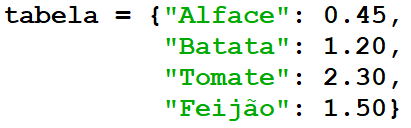 tabela = {"Alface": 0.45,
"Batata": 1.20,
"Tomate": 2.30,
"Feijão": 1.50}